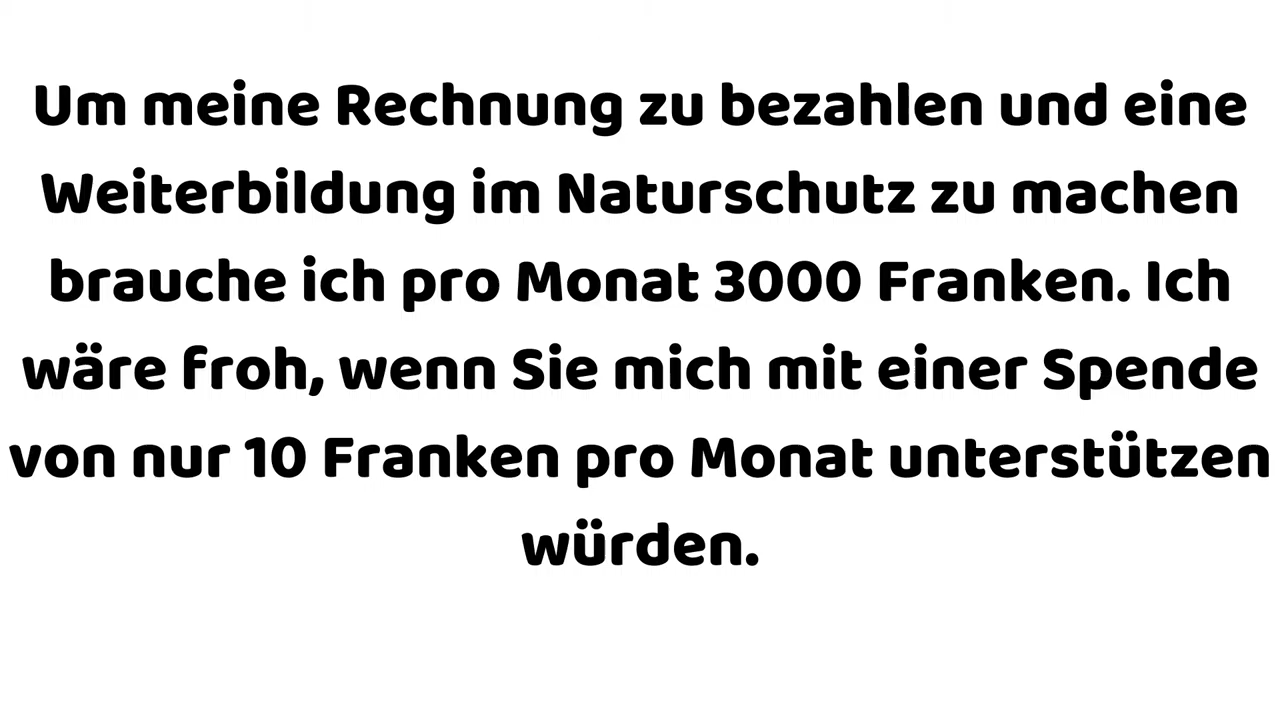 Um meine Rechnung zu bezahlen und eine
Weiterbildung im Naturschutz zu machen
brauche ich pro Monat 3000 Franken. Ich
wäre froh, wenn Sie mich mit einer Spende
von nur 10 Franken pro Monat unterstützen
würden.